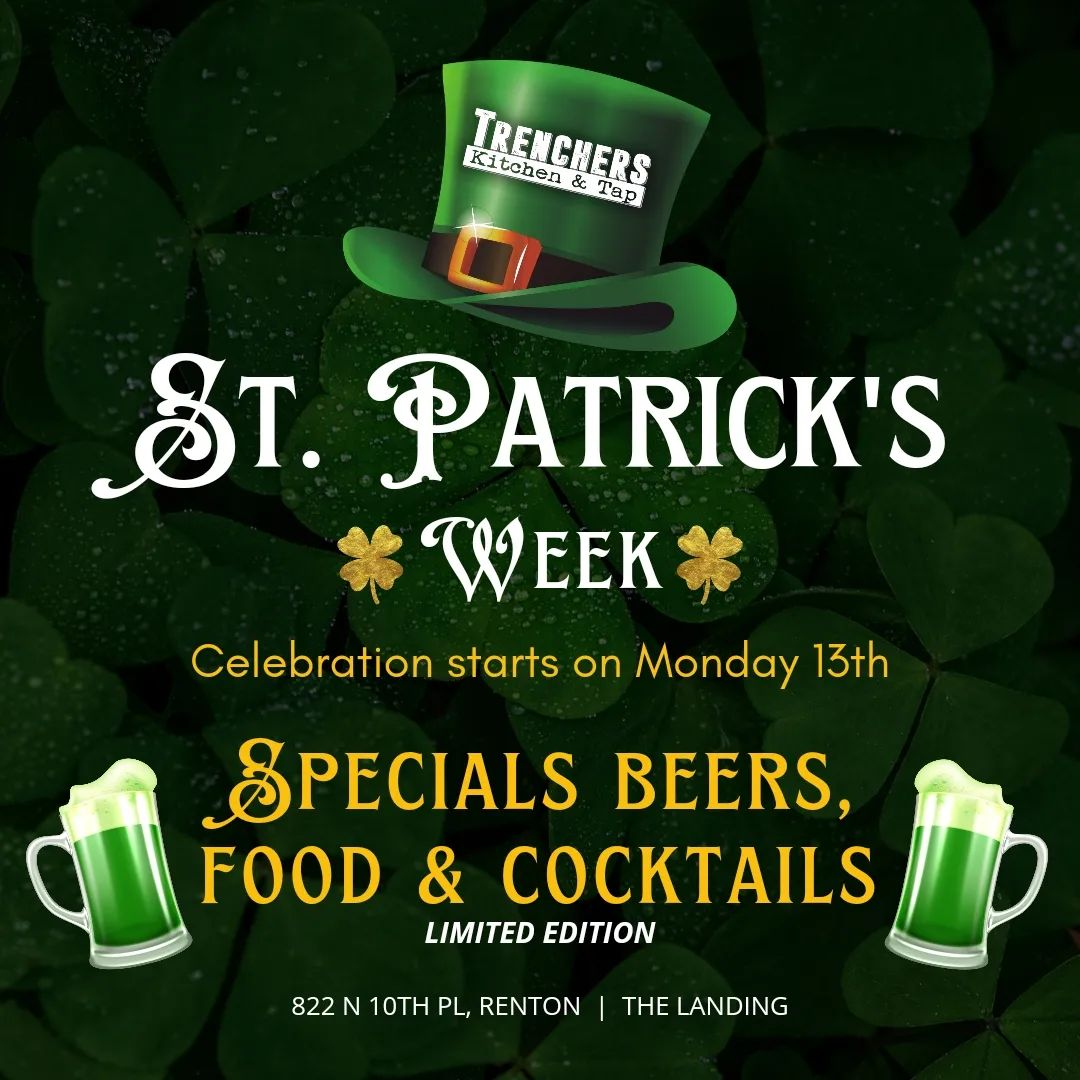 TRENCHERS
Kitchen & Tap
ST. PATRICK'S
WEEK
Celebration starts on Monday 13th
SPECIALS BEERS,
FOOD & COCKTAILS
LIMITED EDITION
822 N 10TH PL, RENTON | THE LANDING